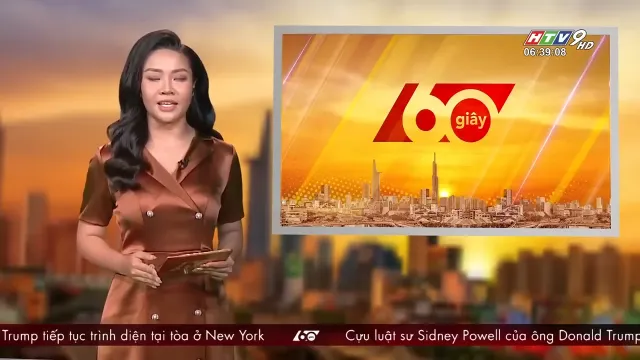 HTV9 HD
06:39:08
60 giây
Trump tiếp tục trình diện tại tòa ở New York 60 Cựu luật sư Sidney Powell của ông Donald Trump